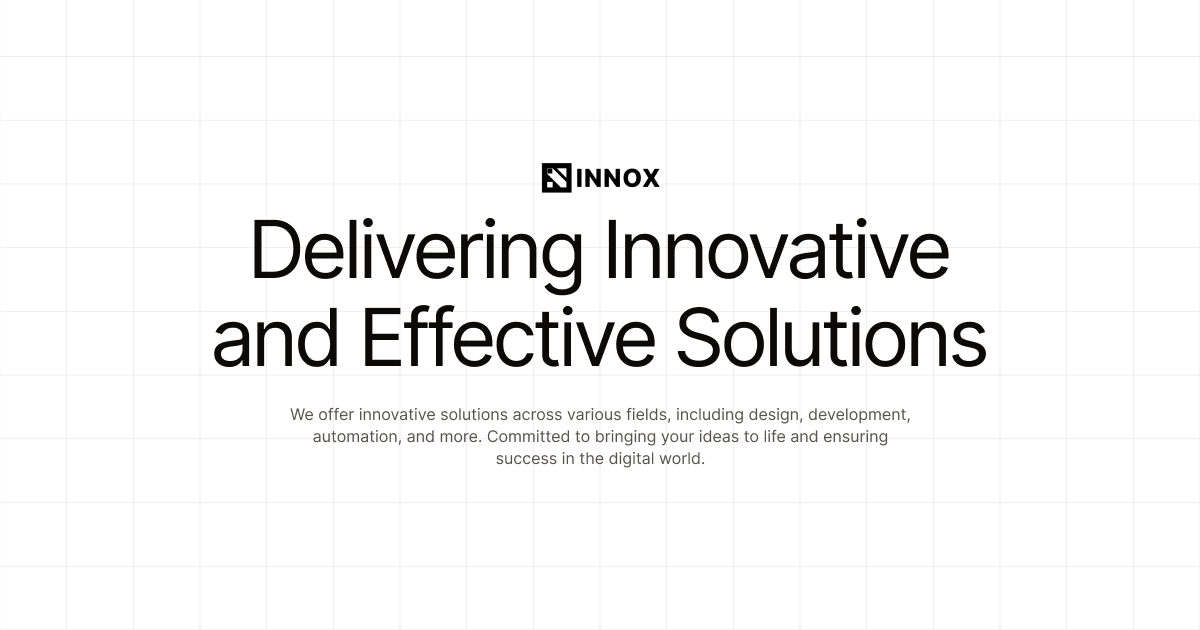 INNOX
Delivering Innovative
and Effective Solutions
We offer innovative solutions across various fields, including design, development,
automation, and more. Committed to bringing your ideas to life and ensuring
success in the digital world.